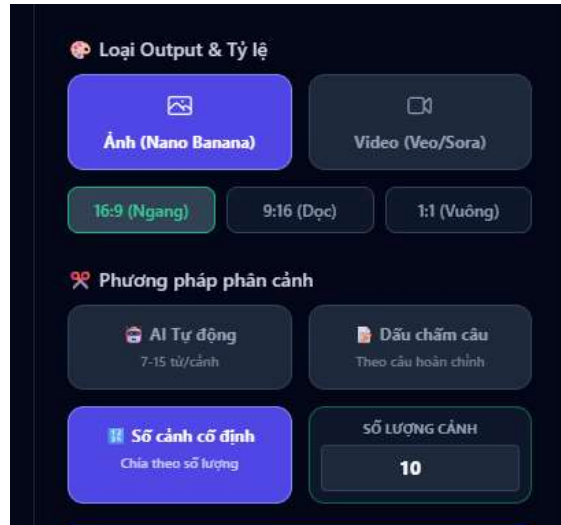 Loại Output & Tỷ lệ
Ảnh (Nano Banana)
Video (Veo/Sora)
16:9 (Ngang)
9:16 (Dọc)
1:1 (Vuông)
Phương pháp phân cảnh
AI Tự động
7-15 từ/cảnh
Dấu chấm câu
Theo câu hoàn chỉnh
Số cảnh cố định
Chia theo số lượng
SỐ LƯỢNG CẢNH
10